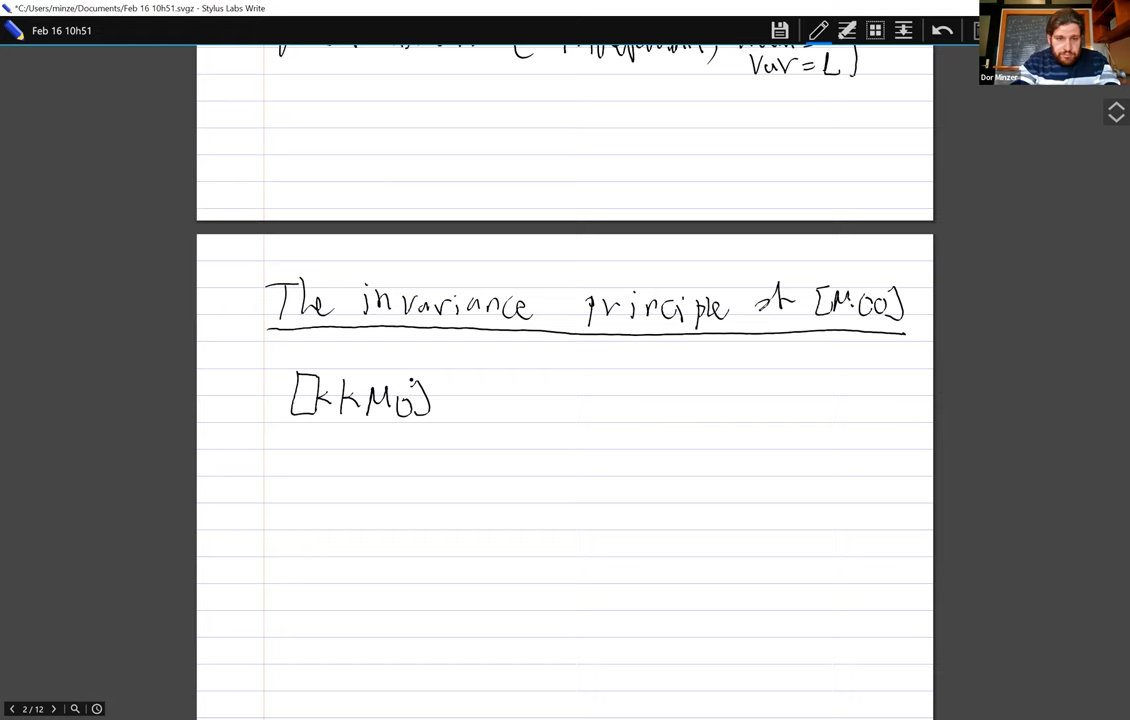 *C:/Users/minze/Documents/Feb 16 10h51.svgz - Stylus Labs Write
Feb 16 10h51
Dor Minzer
Var = 1]
The invariance principle of [MOO]
[KKMO]
2 / 12